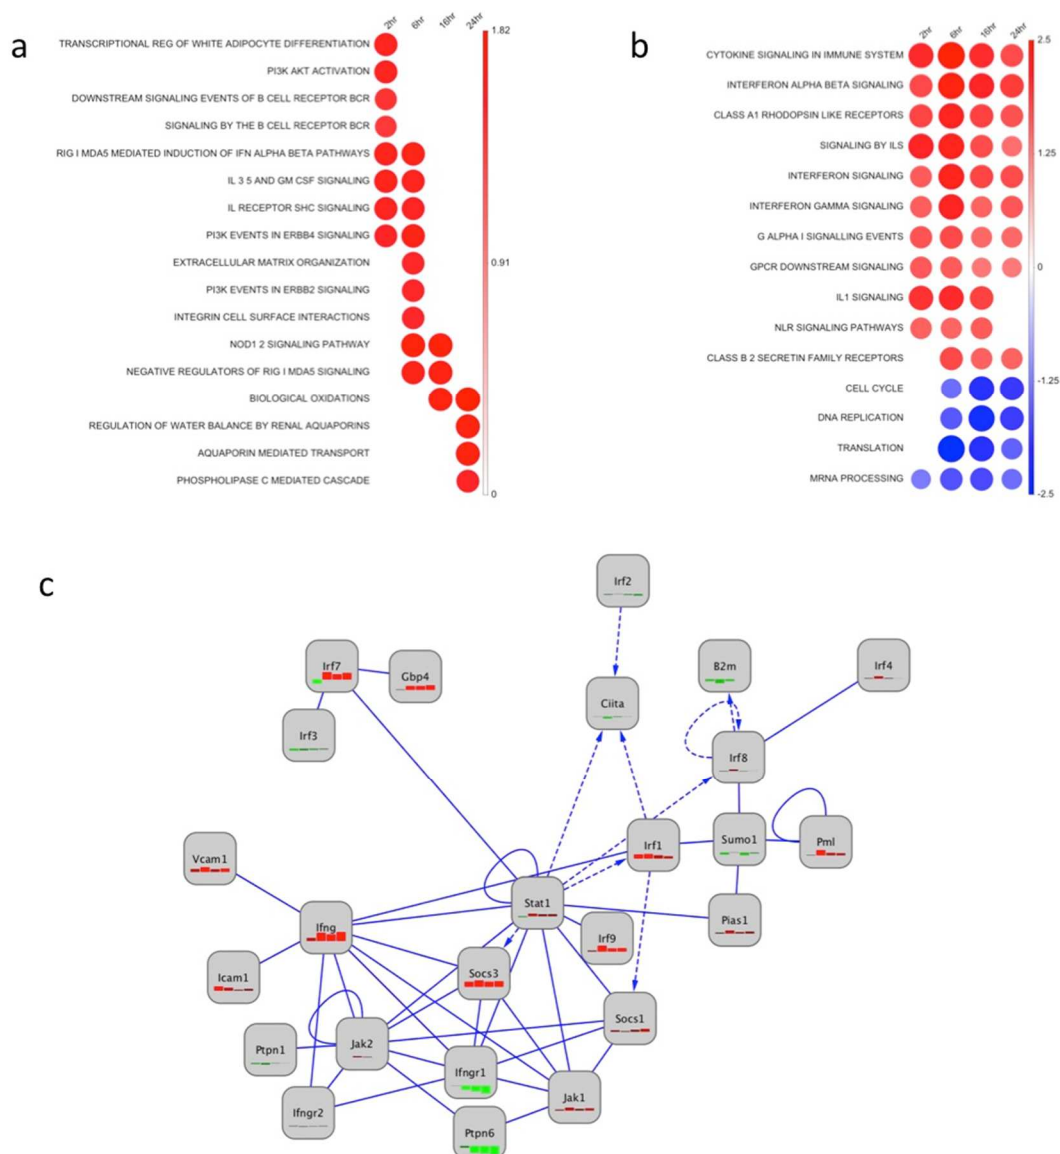 a
2hr 6hr 16hr 24hr
1.82
TRANSCRIPTIONAL REG OF WHITE ADIPOCYTE DIFFERENTIATION
PI3K AKT ACTIVATION
DOWNSTREAM SIGNALING EVENTS OF B CELL RECEPTOR BCR
SIGNALING BY THE B CELL RECEPTOR BCR
RIG I MDA5 MEDIATED INDUCTION OF IFN ALPHA BETA PATHWAYS
IL 3 5 AND GM CSF SIGNALING
IL RECEPTOR SHC SIGNALING
PI3K EVENTS IN ERBB4 SIGNALING
0.91
EXTRACELLULAR MATRIX ORGANIZATION
PI3K EVENTS IN ERBB2 SIGNALING
INTEGRIN CELL SURFACE INTERACTIONS
NOD1 2 SIGNALING PATHWAY
NEGATIVE REGULATORS OF RIG I MDA5 SIGNALING
BIOLOGICAL OXIDATIONS
REGULATION OF WATER BALANCE BY RENAL AQUAPORINS
AQUAPORIN MEDIATED TRANSPORT
PHOSPHOLIPASE C MEDIATED CASCADE
0
b
2hr 6hr 16hr 24hr
2.5
CYTOKINE SIGNALING IN IMMUNE SYSTEM
INTERFERON ALPHA BETA SIGNALING
CLASS A1 RHODOPSIN LIKE RECEPTORS
SIGNALING BY ILS
1.25
INTERFERON SIGNALING
INTERFERON GAMMA SIGNALING
G ALPHA I SIGNALLING EVENTS
GPCR DOWNSTREAM SIGNALING
0
IL1 SIGNALING
NLR SIGNALING PATHWAYS
CLASS B 2 SECRETIN FAMILY RECEPTORS
-1.25
CELL CYCLE
DNA REPLICATION
TRANSLATION
MRNA PROCESSING
-2.5
c
Irf2
Irf7
Gbp4
B2m
Irf4
Ciita
Irf3
Irf8
Vcam1
Irf1
Sumo1
Pml
Stat1
Pias1
Ifng
Irf9
Icam1
Socs3
Socs1
Ptpn1
Jak2
Ifngr1
Jak1
Ifngr2
Ptpn6